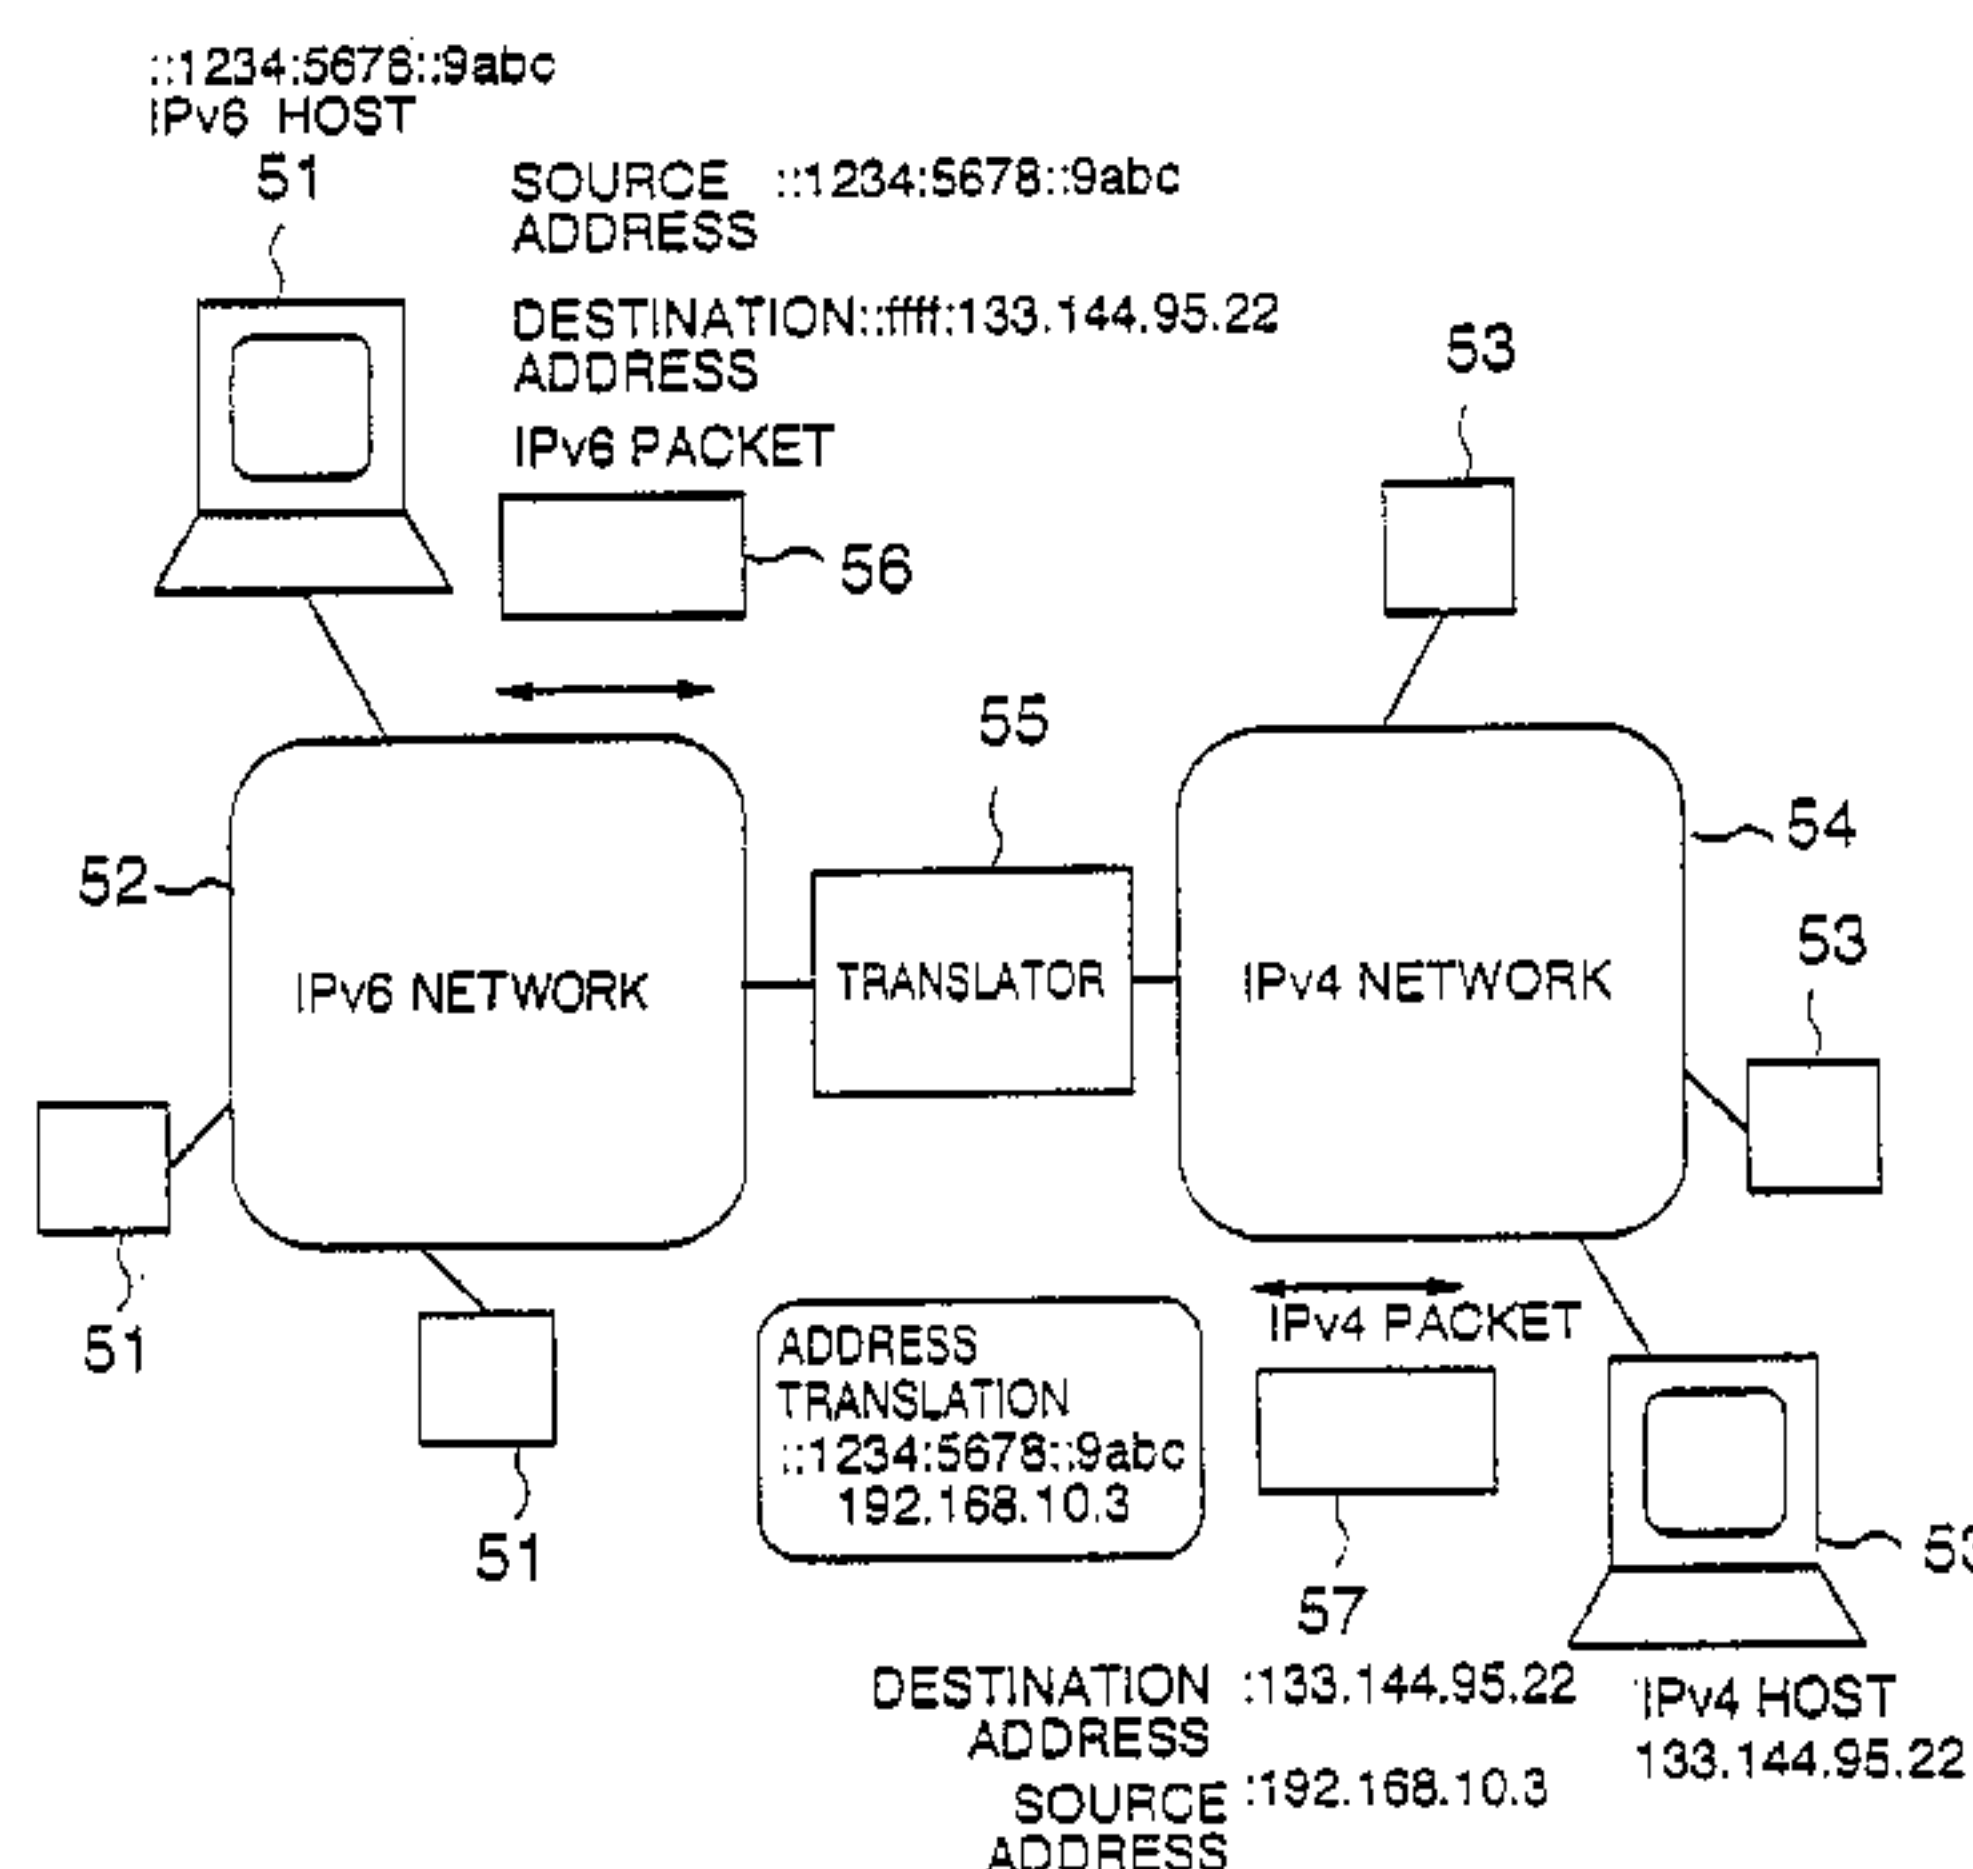 ::1234:5678::9abc
IPv6 HOST
51
SOURCE ::1234:5678::9abc
ADDRESS
DESTINATION::ffff:133.144.95.22
ADDRESS
IPv6 PACKET
56
53
55
54
52
53
IPv6 NETWORK
TRANSLATOR
IPv4 NETWORK
51
51
IPv4 PACKET
ADDRESS
TRANSLATION
::1234:5678::9abc
192.168.10.3
53
57
DESTINATION :133.144.95.22
ADDRESS
SOURCE :192.168.10.3
ADDRESS
IPv4 HOST
133.144.95.22